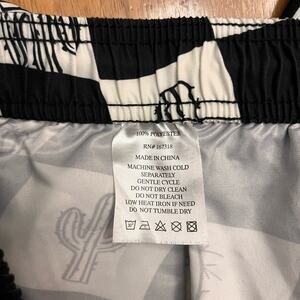 100% POLYESTER
RN# 162318
MADE IN CHINA
MACHINE WASH COLD
SEPARATELY
GENTLE CYCLE
DO NOT DRY CLEAN
DO NOT BLEACH
LOW HEAT IRON IF NEED
DO NOT TUMBLE DRY